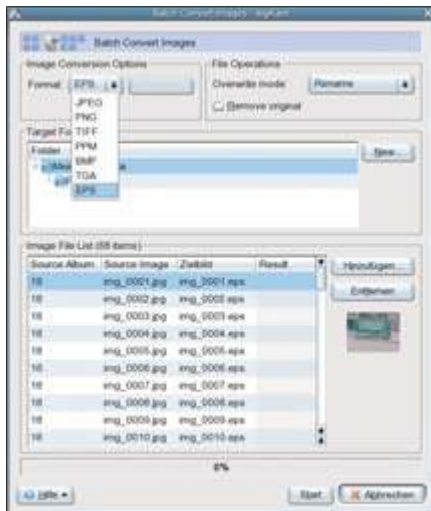 Batch Convert Images - digiKam
Batch Convert Images
Image Conversion Options
File Operations
Format: EPS
Overwrite mode: Rename
JPEG
PNG
TIFF
PPM
BMP
TGA
EPS
Remove original
Target Fo
Folder
New...
Image File List (68 items)
Source Album Source Image Zielbild Result
18 img_0001.jpg img_0001.eps
18 img_0002.jpg img_0002.eps
18 img_0003.jpg img_0003.eps
18 img_0004.jpg img_0004.eps
18 img_0005.jpg img_0005.eps
18 img_0006.jpg img_0006.eps
18 img_0007.jpg img_0007.eps
18 img_0008.jpg img_0008.eps
18 img_0009.jpg img_0009.eps
18 img_0010.jpg img_0010.eps
Hinzufügen...
Entfernen
0%
Hilfe
Start
Abbrechen